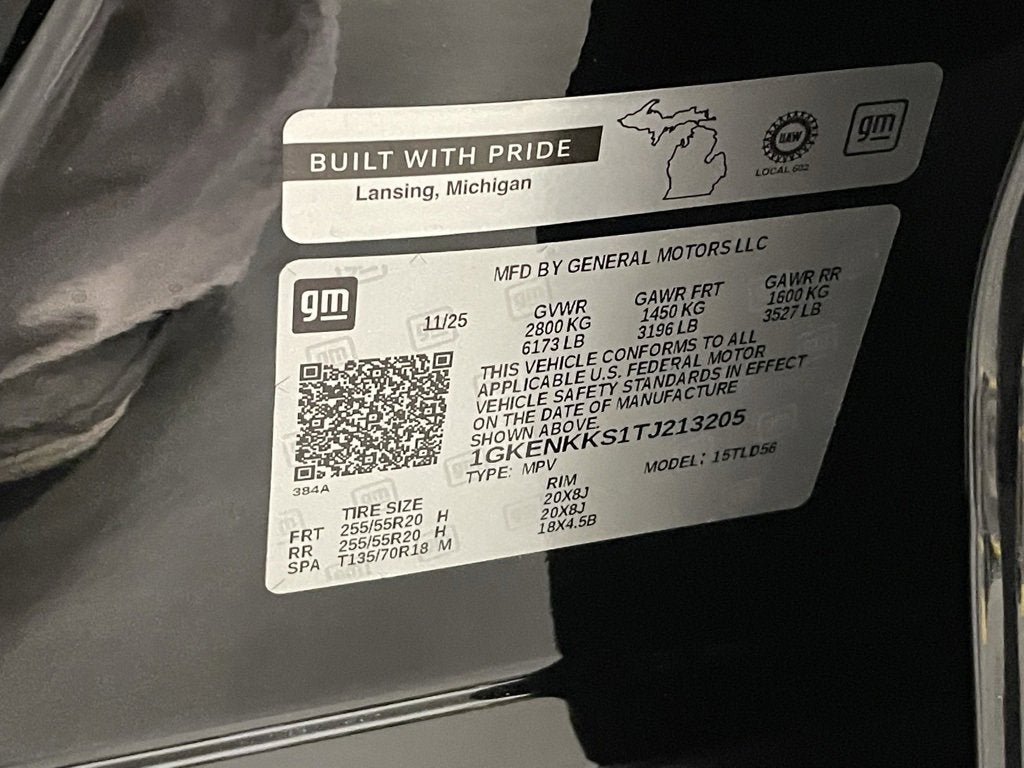 BUILT WITH PRIDE
Lansing, Michigan
UAW
LOCAL 602
gm
MFD BY GENERAL MOTORS LLC
gm
11/25
GVWR
2800 KG
6173 LB
GAWR FRT
1450 KG
3196 LB
GAWR RR
1600 KG
3527 LB
THIS VEHICLE CONFORMS TO ALL
APPLICABLE U.S. FEDERAL MOTOR
VEHICLE SAFETY STANDARDS IN EFFECT
ON THE DATE OF MANUFACTURE
SHOWN ABOVE.
1GKENKKS1TJ213205
TYPE: MPV MODEL: 15TLD56
384A
TIRE SIZE RIM
FRT 255/55R20 H 20X8J
RR 255/55R20 H 20X8J
SPA T135/70R18 M 18X4.5B